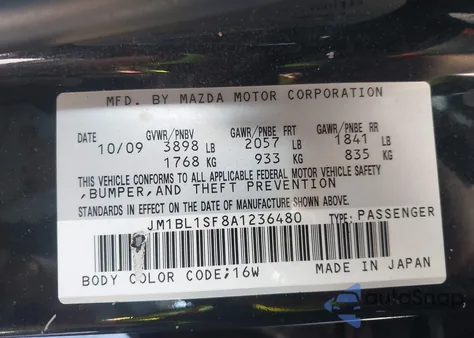 MFD. BY MAZDA MOTOR CORPORATION
DATE GVWR/PNBV GAWR/PNBE FRT GAWR/PNBE RR
10/09 3898 LB 2057 LB 1841 LB
1768 KG 933 KG 835 KG
THIS VEHICLE CONFORMS TO ALL APPLICABLE FEDERAL MOTOR VEHICLE SAFETY
,BUMPER,AND THEFT PREVENTION
STANDARDS IN EFFECT ON THE DATE OF MANUFACTURE SHOWN ABOVE.
JM1BL1SF8A1236480 TYPE: PASSENGER
BODY COLOR CODE;16W MADE IN JAPAN
autoSnap